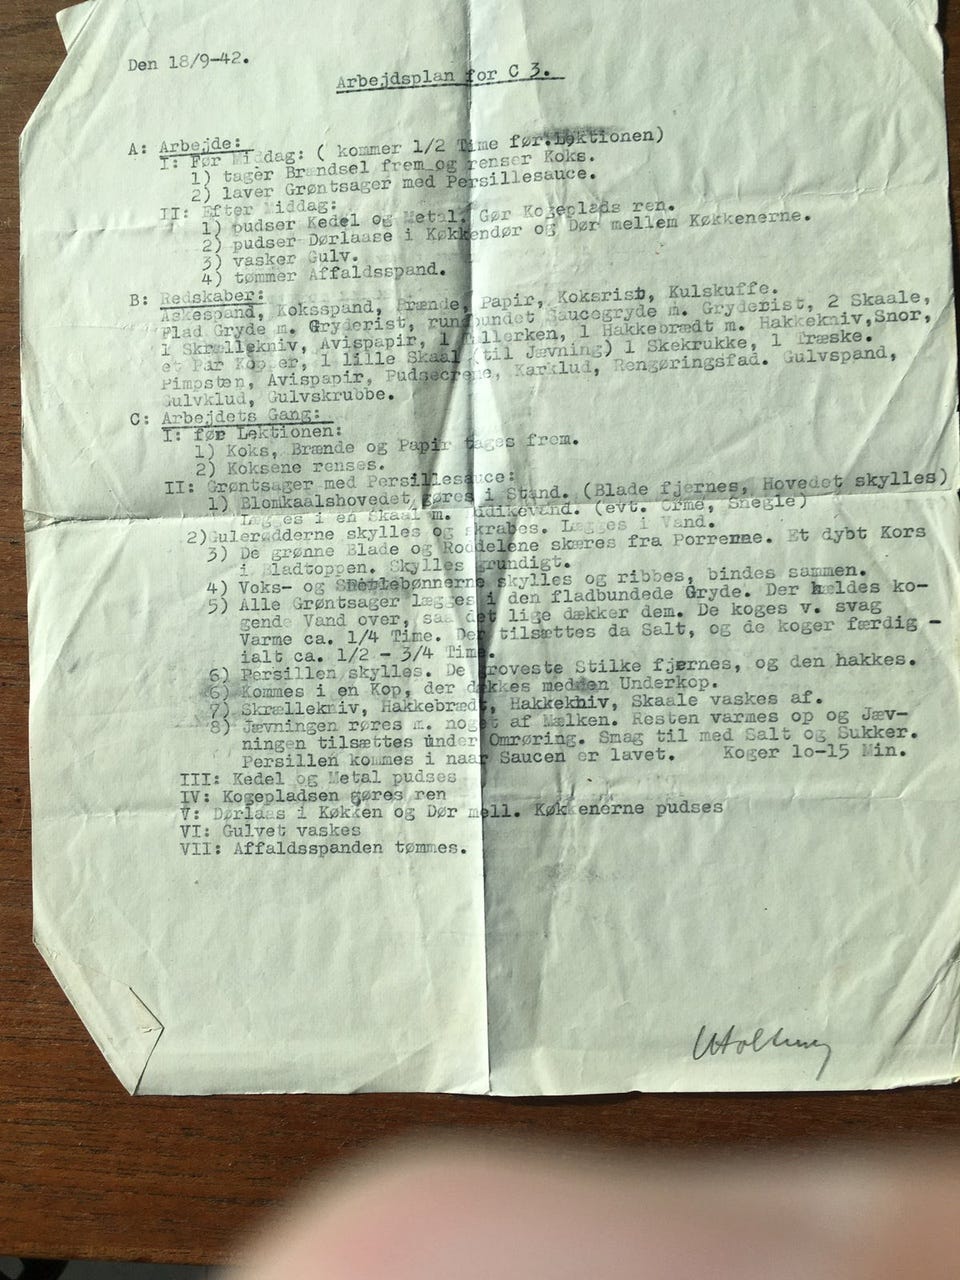 Den 18/9-42.
Arbejdsplan for C 3.
A: Arbejde:
I: Før Middag: ( kommer 1/2 Time før Lektionen)
1) tager Brændsel frem og renser Koks.
2) laver Grøntsager med Persillesauce.
II: Efter Middag:
1) pudser Kedel og Metal. Gør Kogeplads ren.
2) pudser Dørlaase i Køkkendør og Dør mellem Køkkenerne.
3) vasker Gulv.
4) tømmer Affaldsspand.
B: Redskaber:
Askespand, Koksspand, Brænde, Papir, Koksrist, Kulskuffe.
Flad Gryde m. Gryderist, rundbundet Saucegryde m. Gryderist, 2 Skaale,
1 Skrællekniv, Avispapir, 1 Tallerken, 1 Hakkebrædt m. Hakkekniv,Snor,
et Par Kopper, 1 lille Skaal (til Jævning) 1 Skekrukke, 1 Træske.
Pimpsten, Avispapir, Pudsecreme, Karklud, Rengøringsfad. Gulvspand,
Gulvklud, Gulvskrubbe.
C: Arbejdets Gang:
I: før Lektionen:
1) Koks, Brænde og Papir tages frem.
2) Koksene renses.
II: Grøntsager med Persillesauce:
1) Blomkaalshovedet gøres i Stand. (Blade fjernes, Hovedet skylles)
Lægges i en Skaal m. Eddikevand. (evt. Orme, Snegle)
2)Gulerødderne skylles og skrabes. Lægges i Vand.
3) De grønne Blade og Roddelene skæres fra Porrerne. Et dybt Kors
i Bladtoppen. Skylles grundigt.
4) Voks- og Snittebønnerne skylles og ribbes, bindes sammen.
5) Alle Grøntsager lægges i den fladbundede Gryde. Der hældes ko-
gende Vand over, saa det lige dækker dem. De koges v. svag
Varme ca. 1/4 Time. Der tilsættes da Salt, og de koger færdig -
ialt ca. 1/2 - 3/4 Time.
6) Persillen skylles. De groveste Stilke fjernes, og den hakkes.
6) Kommes i en Kop, der dækkes med en Underkop.
7) Skrællekniv, Hakkebrædt, Hakkekniv, Skaale vaskes af.
8) Jævningen røres m. noget af Mælken. Resten varmes op og Jæv-
ningen tilsættes under Omrøring. Smag til med Salt og Sukker.
Persillen kommes i naar Saucen er lavet. Koger lo-15 Min.
III: Kedel og Metal pudses
IV: Kogepladsen gøres ren
V: Dørlaas i Køkken og Dør mell. Køkkenerne pudses
VI: Gulvet vaskes
VII: Affaldsspanden tømmes.